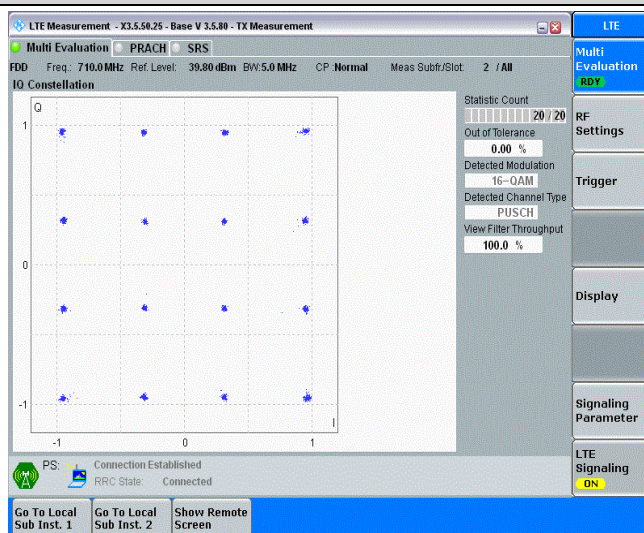 LTE Measurement - X3.5.50.25 - Base V 3.5.80 - TX Measurement
LTE
Multi Evaluation PRACH SRS
FDD Freq.: 710.0 MHz Ref. Level: 39.80 dBm BW: 5.0 MHz CP :Normal Meas Subfr./Slot: 2 / All
IQ Constellation
Q
1
0
-1
-1 0 1
I
Statistic Count
20 / 20
Out of Tolerance
0.00 %
Detected Modulation
16-QAM
Detected Channel Type
PUSCH
View Filter Throughput
100.0 %
Multi
Evaluation
RDY
RF
Settings
Trigger
Display
Signaling
Parameter
LTE
Signaling
ON
PS: Connection Established
RRC State: Connected
Go To Local
Sub Inst. 1
Go To Local
Sub Inst. 2
Show Remote
Screen